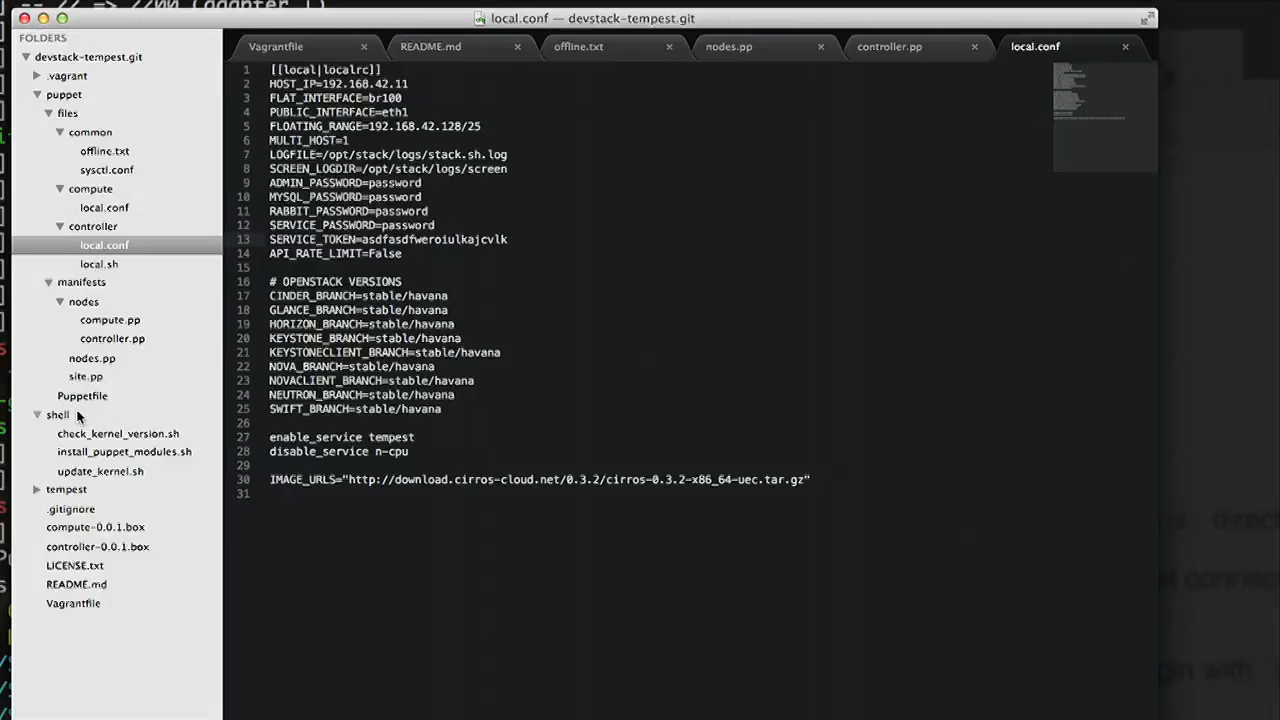 local.conf — devstack-tempest.git
FOLDERS
devstack-tempest.git
.vagrant
puppet
files
common
offline.txt
sysctl.conf
compute
local.conf
controller
local.conf
local.sh
manifests
nodes
compute.pp
controller.pp
nodes.pp
site.pp
Puppetfile
shell
check_kernel_version.sh
install_puppet_modules.sh
update_kernel.sh
tempest
.gitignore
compute-0.0.1.box
controller-0.0.1.box
LICENSE.txt
README.md
Vagrantfile
Vagrantfile
README.md
offline.txt
nodes.pp
controller.pp
local.conf
1 [[local|localrc]]
2 HOST_IP=192.168.42.11
3 FLAT_INTERFACE=br100
4 PUBLIC_INTERFACE=eth1
5 FLOATING_RANGE=192.168.42.128/25
6 MULTI_HOST=1
7 LOGFILE=/opt/stack/logs/stack.sh.log
8 SCREEN_LOGDIR=/opt/stack/logs/screen
9 ADMIN_PASSWORD=password
10 MYSQL_PASSWORD=password
11 RABBIT_PASSWORD=password
12 SERVICE_PASSWORD=password
13 SERVICE_TOKEN=asdfasdfweroiulkajcvlk
14 API_RATE_LIMIT=False
15
16 # OPENSTACK VERSIONS
17 CINDER_BRANCH=stable/havana
18 GLANCE_BRANCH=stable/havana
19 HORIZON_BRANCH=stable/havana
20 KEYSTONE_BRANCH=stable/havana
21 KEYSTONECLIENT_BRANCH=stable/havana
22 NOVA_BRANCH=stable/havana
23 NOVACLIENT_BRANCH=stable/havana
24 NEUTRON_BRANCH=stable/havana
25 SWIFT_BRANCH=stable/havana
26
27 enable_service tempest
28 disable_service n-cpu
29
30 IMAGE_URLS="http://download.cirros-cloud.net/0.3.2/cirros-0.3.2-x86_64-uec.tar.gz"
31